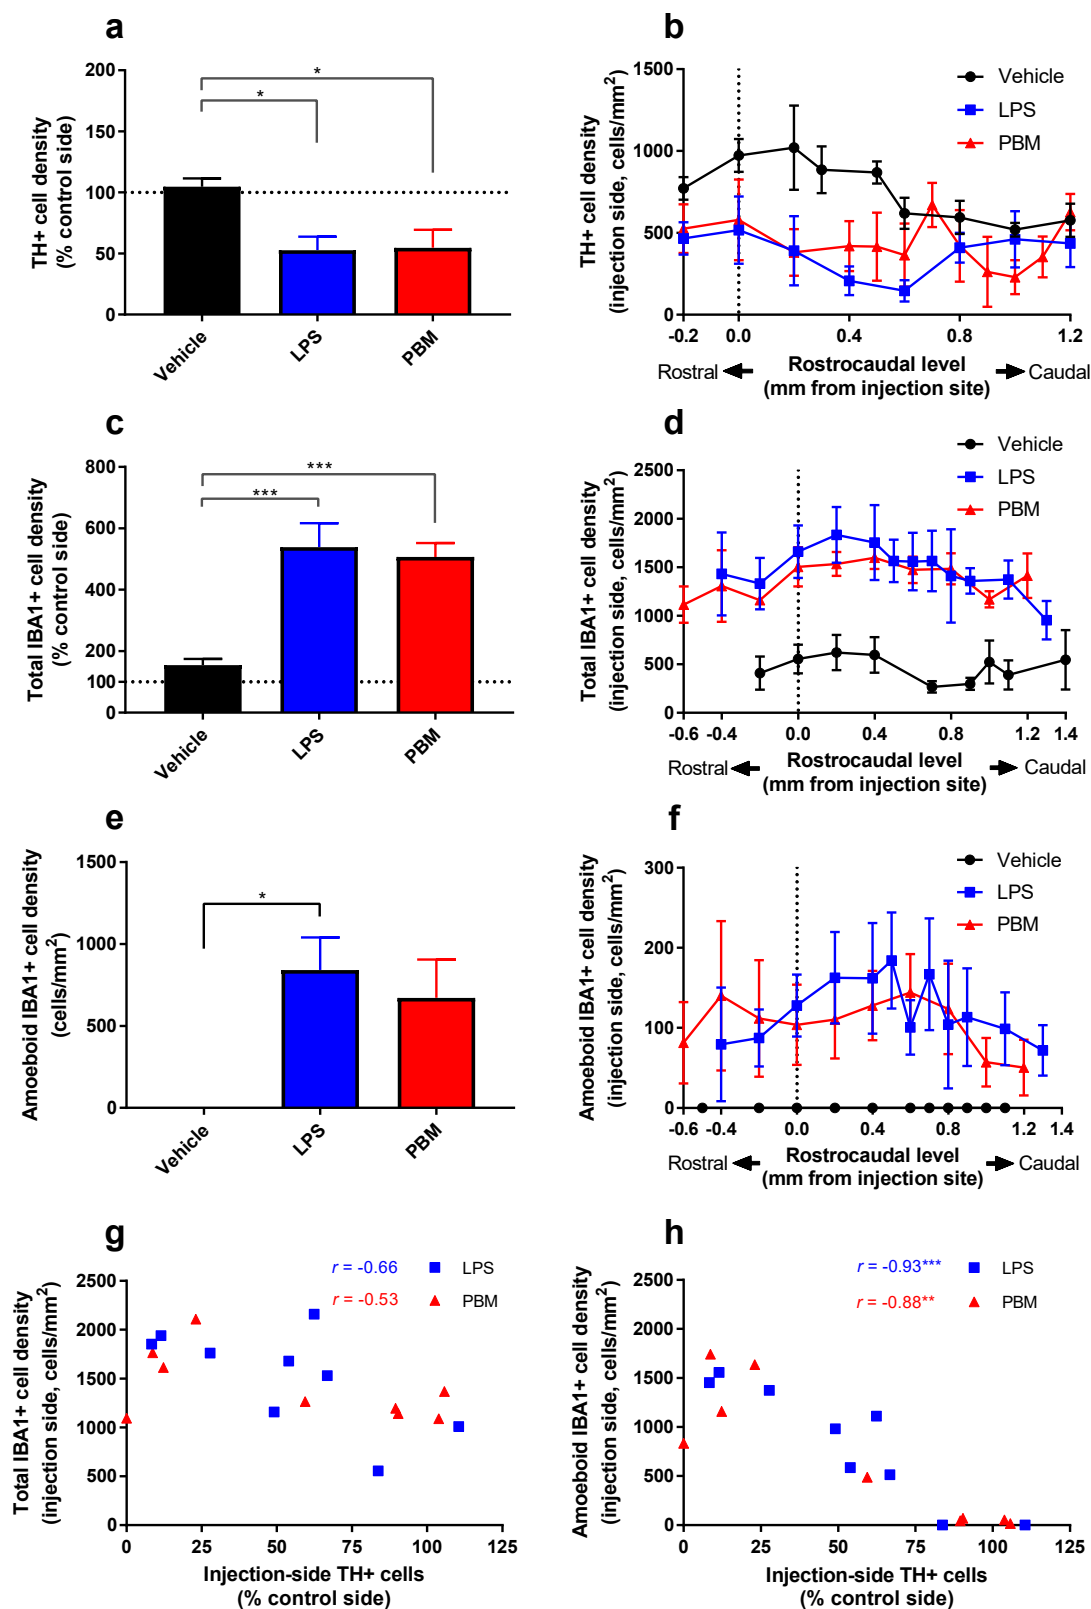 a
TH+ cell density
(% control side)
200
150
100
50
0
*
*
Vehicle
LPS
PBM
b
TH+ cell density
(injection side, cells/mm²)
1500
1000
500
0
Vehicle
LPS
PBM
-0.2
0.0
0.4
0.8
1.2
Rostral
Rostrocaudal level
(mm from injection site)
Caudal
c
Total IBA1+ cell density
(% control side)
800
600
400
200
100
0
***
***
Vehicle
LPS
PBM
d
Total IBA1+ cell density
(injection side, cells/mm²)
2500
2000
1500
1000
500
0
Vehicle
LPS
PBM
-0.6
-0.4
0.0
0.4
0.8
1.2
1.4
Rostral
Rostrocaudal level
(mm from injection site)
Caudal
e
Amoeboid IBA1+ cell density
(cells/mm²)
1500
1000
500
0
*
Vehicle
LPS
PBM
f
Amoeboid IBA1+ cell density
(injection side, cells/mm²)
300
200
100
0
Vehicle
LPS
PBM
-0.6
-0.4
0.0
0.4
0.8
1.2
1.4
Rostral
Rostrocaudal level
(mm from injection site)
Caudal
g
Total IBA1+ cell density
(injection side, cells/mm²)
2500
2000
1500
1000
500
0
r = -0.66
LPS
r = -0.53
PBM
0
25
50
75
100
125
Injection-side TH+ cells
(% control side)
h
Amoeboid IBA1+ cell density
(injection side, cells/mm²)
2500
2000
1500
1000
500
0
r = -0.93***
LPS
r = -0.88**
PBM
0
25
50
75
100
125
Injection-side TH+ cells
(% control side)